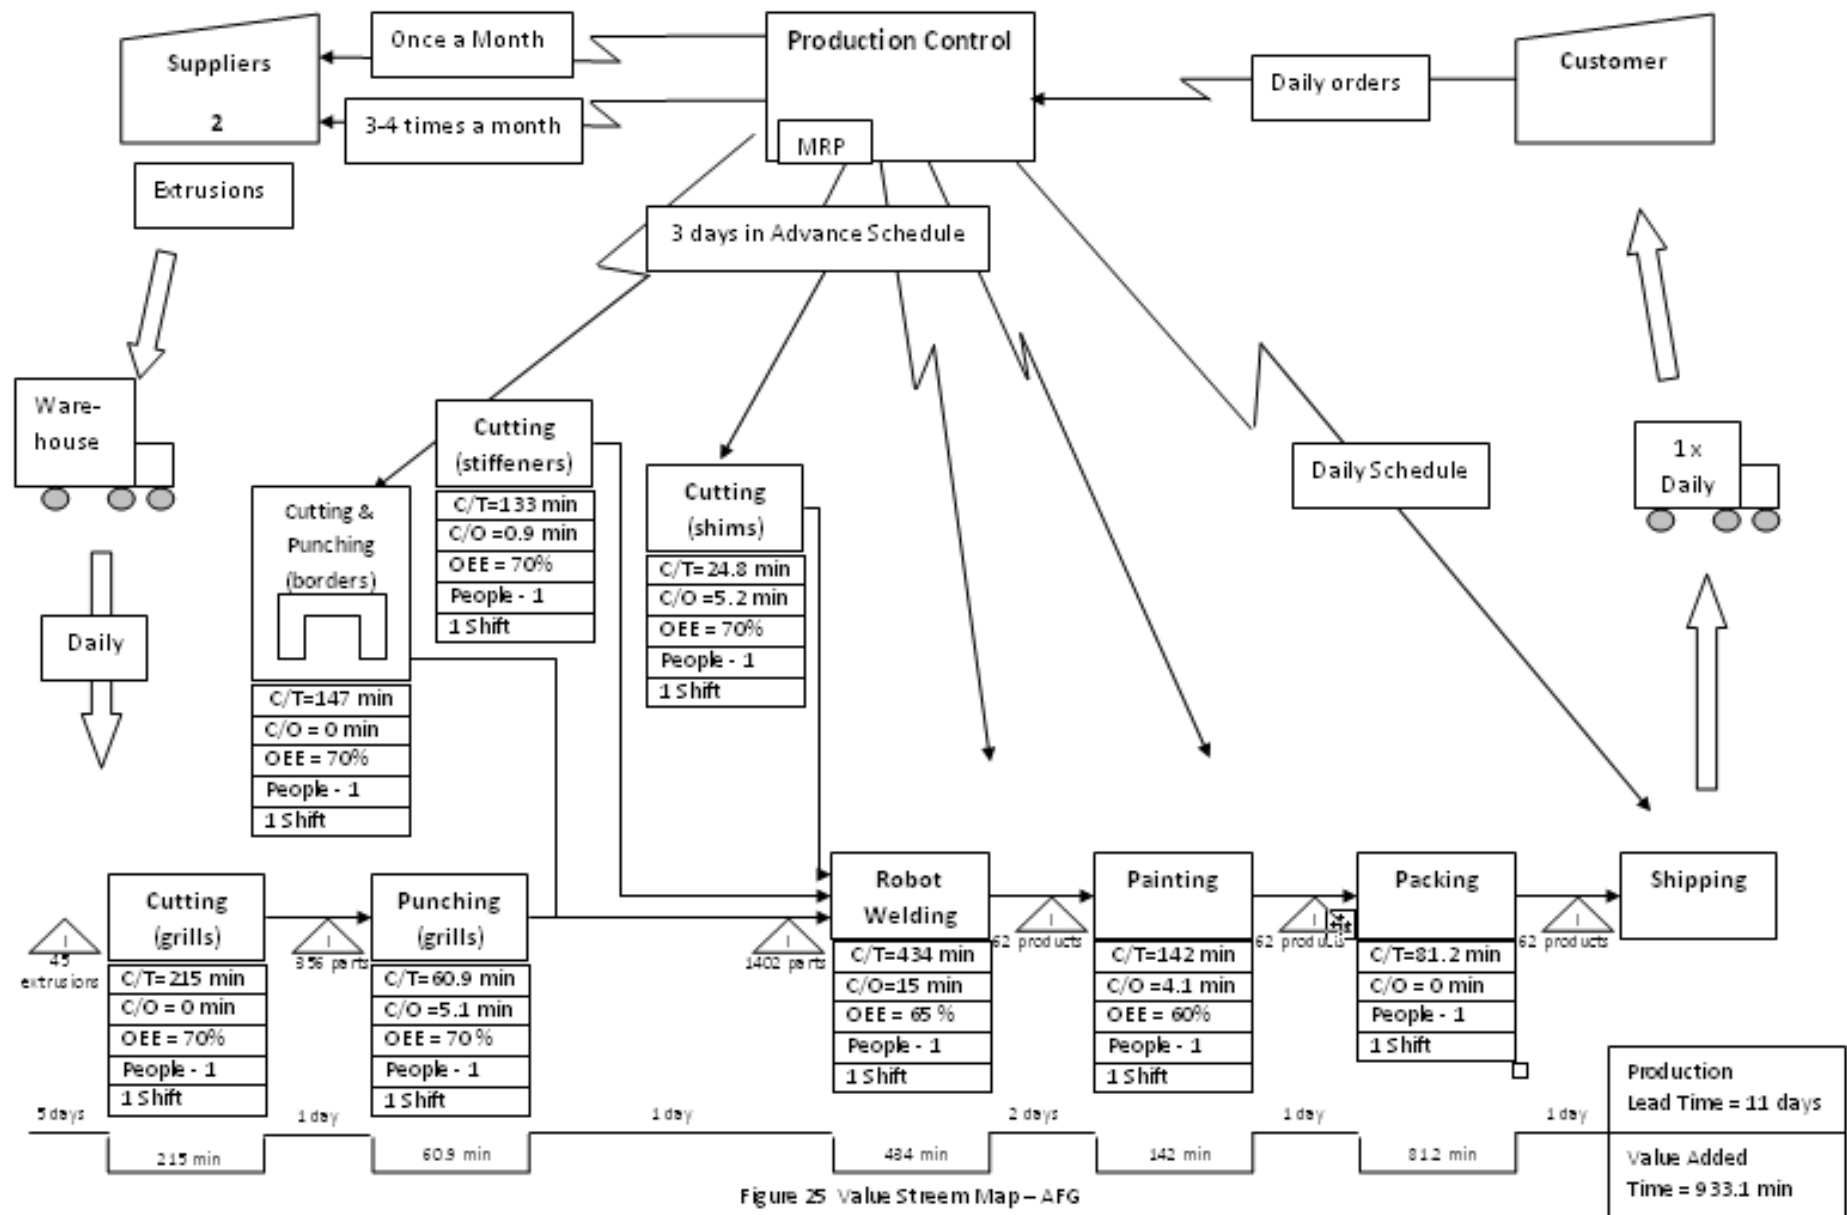 Suppliers
2
Once a Month
3-4 times a month
Production Control
MRP
Daily orders
Customer
Extrusions
3 days in Advance Schedule
Ware-
house
Daily
Cutting &
Punching
(borders)
C/T=147 min
C/O = 0 min
OEE = 70%
People - 1
1 Shift
Cutting
(stiffeners)
C/T=133 min
C/O =0.9 min
OEE = 70%
People - 1
1 Shift
Cutting
(shims)
C/T=24.8 min
C/O =5.2 min
OEE = 70%
People - 1
1 Shift
Daily Schedule
1 x
Daily
I
45
extrusions
Cutting
(grills)
C/T=215 min
C/O = 0 min
OEE = 70%
People - 1
1 Shift
I
356 parts
Punching
(grills)
C/T=60.9 min
C/O =5.1 min
OEE = 70 %
People - 1
1 Shift
I
1402 parts
Robot
Welding
C/T=434 min
C/O=15 min
OEE = 65 %
People - 1
1 Shift
I
62 products
Painting
C/T=142 min
C/O =4.1 min
OEE = 60%
People - 1
1 Shift
I
62 products
Packing
C/T=81.2 min
C/O = 0 min
People - 1
1 Shift
I
62 products
Shipping
5 days
215 min
1 day
60.9 min
1 day
434 min
2 days
142 min
1 day
81.2 min
1 day
Production
Lead Time = 11 days
Value Added
Time = 933.1 min
Figure 25 Value Streem Map – AFG